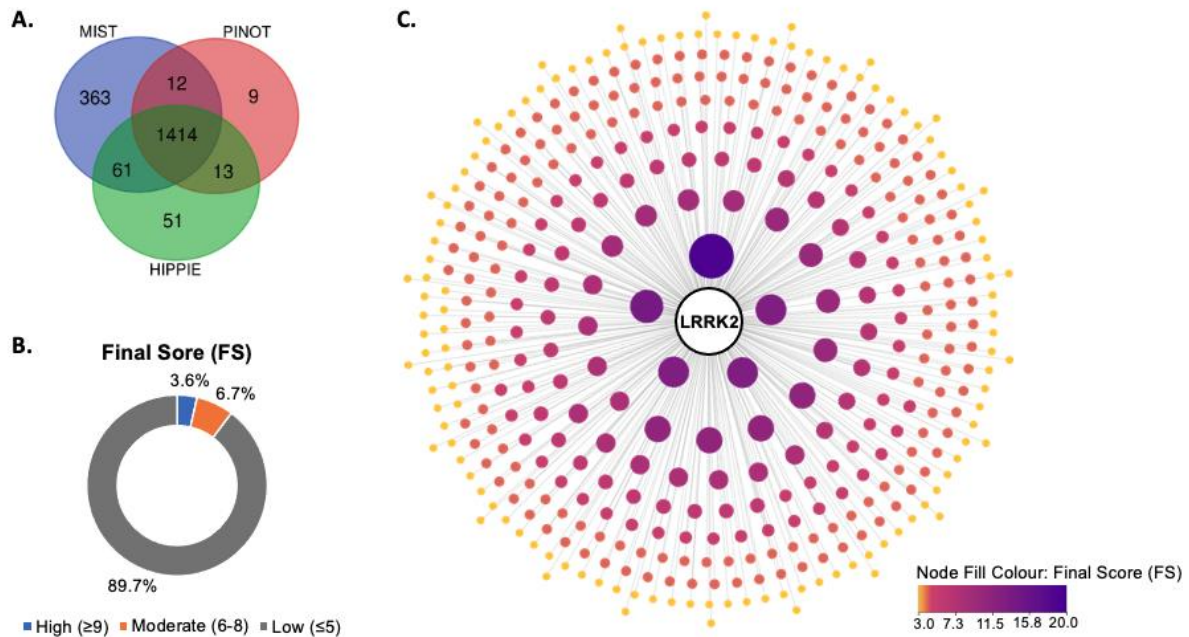 A.
MIST PINOT
363 12 9
1414
61 13
51
HIPPIE
B.
Final Sore (FS)
3.6%
6.7%
89.7%
High (≥9) Moderate (6-8) Low (≤5)
C.
LRRK2
Node Fill Colour: Final Score (FS)
3.0 7.3 11.5 15.8 20.0